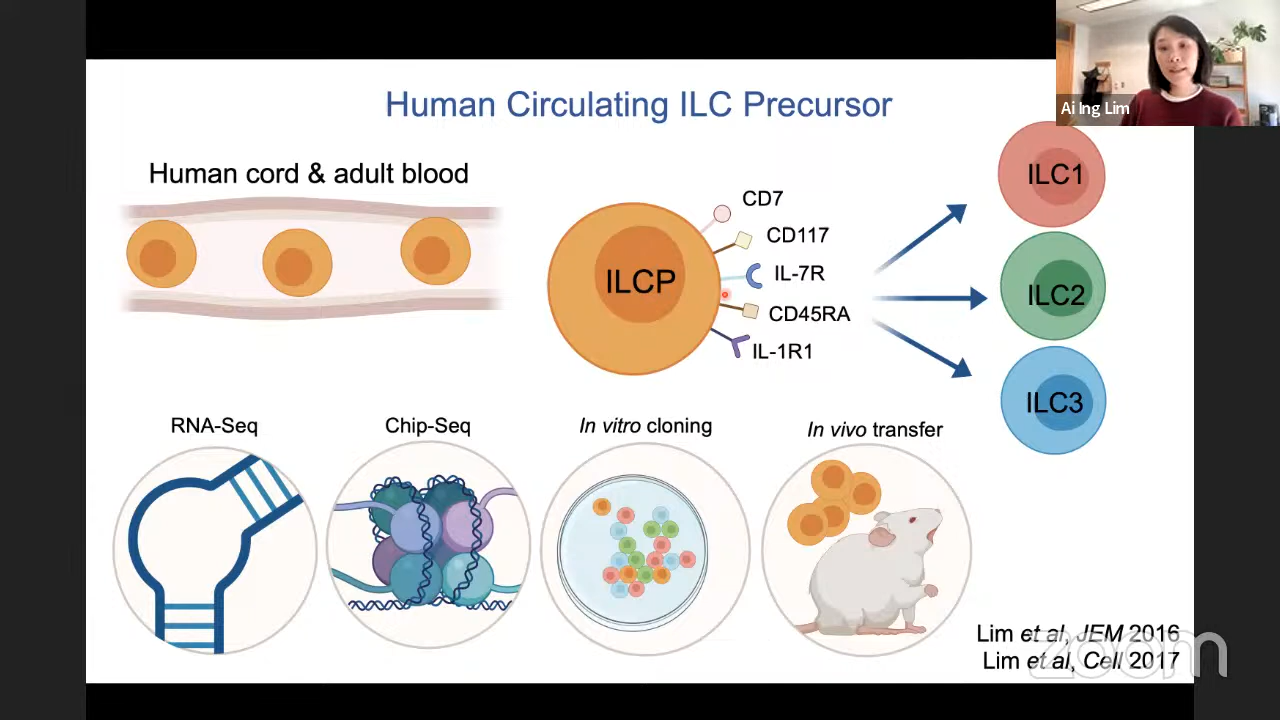 Human Circulating ILC Precursor
Ai Ing Lim
Human cord & adult blood
ILCP
CD7
CD117
IL-7R
CD45RA
IL-1R1
ILC1
ILC2
ILC3
RNA-Seq
Chip-Seq
In vitro cloning
In vivo transfer
Lim et al, JEM 2016
Lim et al, Cell 2017
zoom